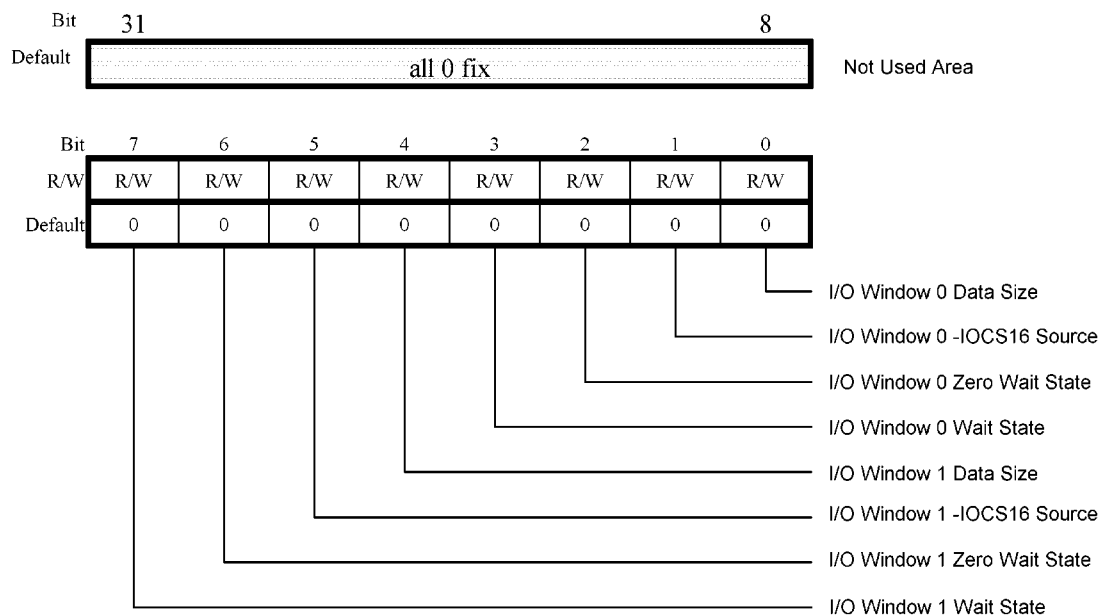 Bit 31 8
Default all 0 fix Not Used Area
Bit 7 6 5 4 3 2 1 0
R/W R/W R/W R/W R/W R/W R/W R/W R/W
Default 0 0 0 0 0 0 0 0
I/O Window 0 Data Size
I/O Window 0 -IOCS16 Source
I/O Window 0 Zero Wait State
I/O Window 0 Wait State
I/O Window 1 Data Size
I/O Window 1 -IOCS16 Source
I/O Window 1 Zero Wait State
I/O Window 1 Wait State